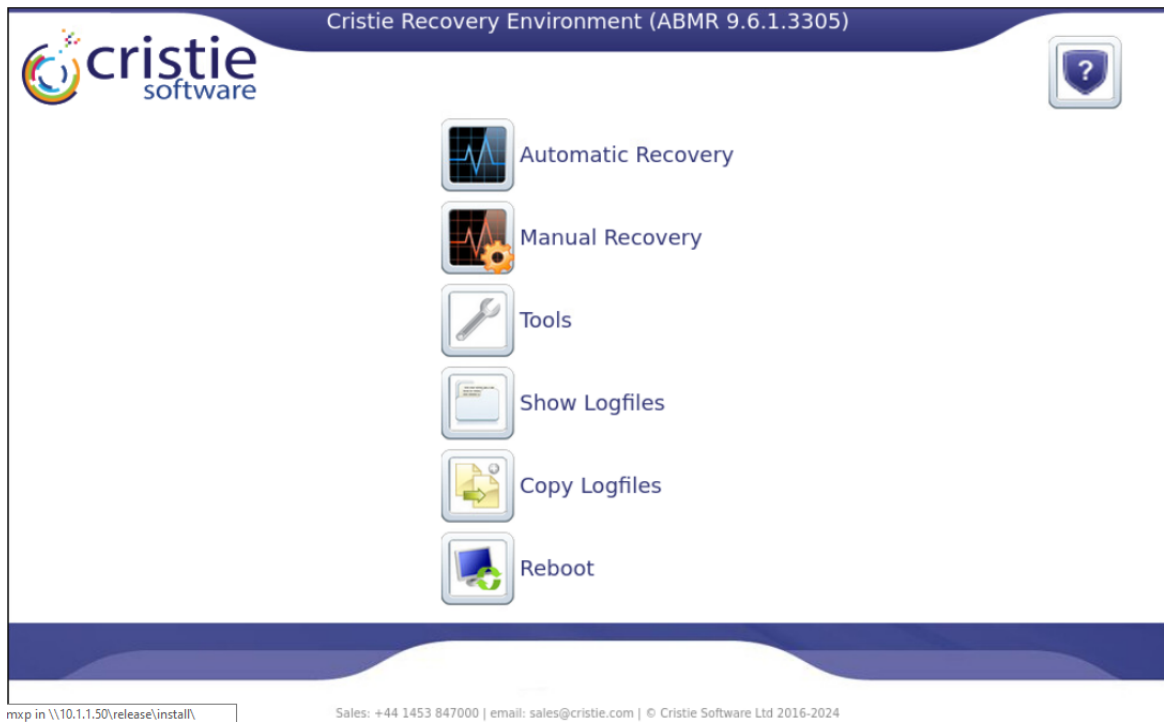 Cristie Recovery Environment (ABMR 9.6.1.3305)
cristie
software
?
Automatic Recovery
Manual Recovery
Tools
Show Logfiles
Copy Logfiles
Reboot
mxp in \\10.1.1.50\release\install\
Sales: +44 1453 847000 | email: sales@cristie.com | © Cristie Software Ltd 2016-2024